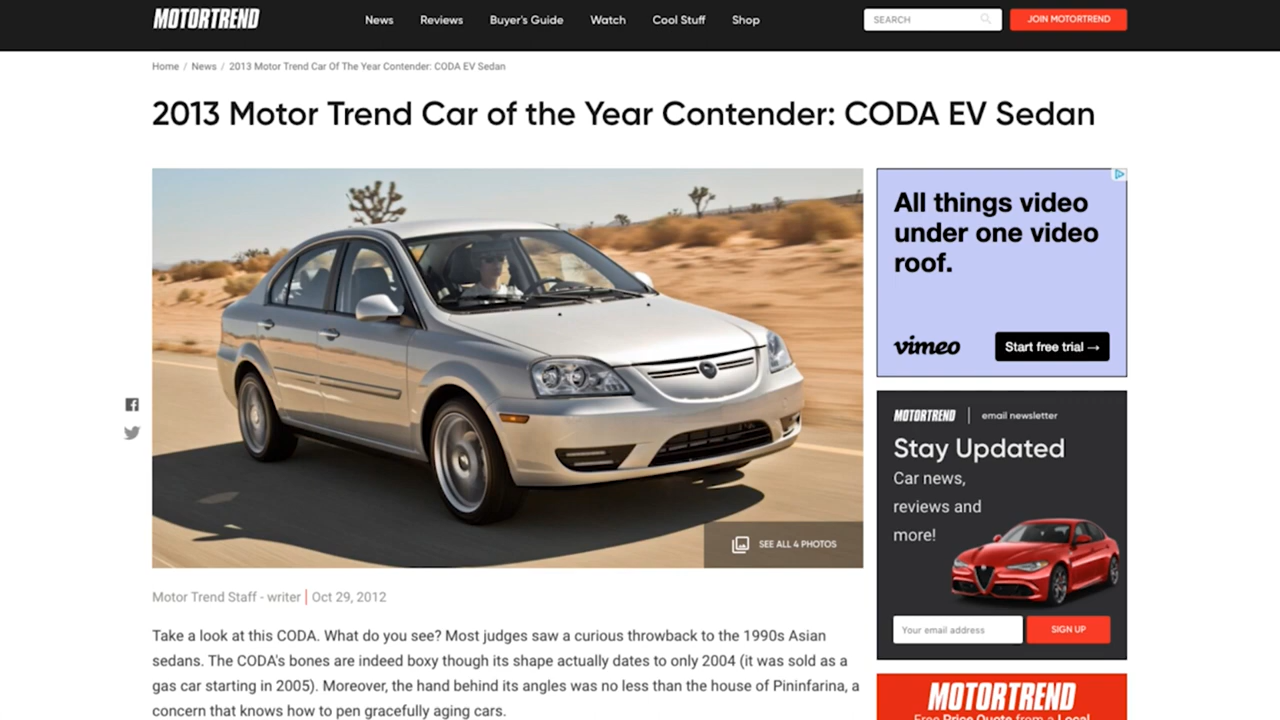 MOTORTREND
News Reviews Buyer's Guide Watch Cool Stuff Shop
SEARCH
JOIN MOTORTREND
Home / News / 2013 Motor Trend Car Of The Year Contender: CODA EV Sedan
2013 Motor Trend Car of the Year Contender: CODA EV Sedan
SEE ALL 4 PHOTOS
Motor Trend Staff - writer | Oct 29, 2012
Take a look at this CODA. What do you see? Most judges saw a curious throwback to the 1990s Asian
sedans. The CODA's bones are indeed boxy though its shape actually dates to only 2004 (it was sold as a
gas car starting in 2005). Moreover, the hand behind its angles was no less than the house of Pininfarina, a
concern that knows how to pen gracefully aging cars.
All things video
under one video
roof.
vimeo
Start free trial →
MOTORTREND | email newsletter
Stay Updated
Car news,
reviews and
more!
Your email address
SIGN UP
MOTORTREND
Free Price Quote from a Local